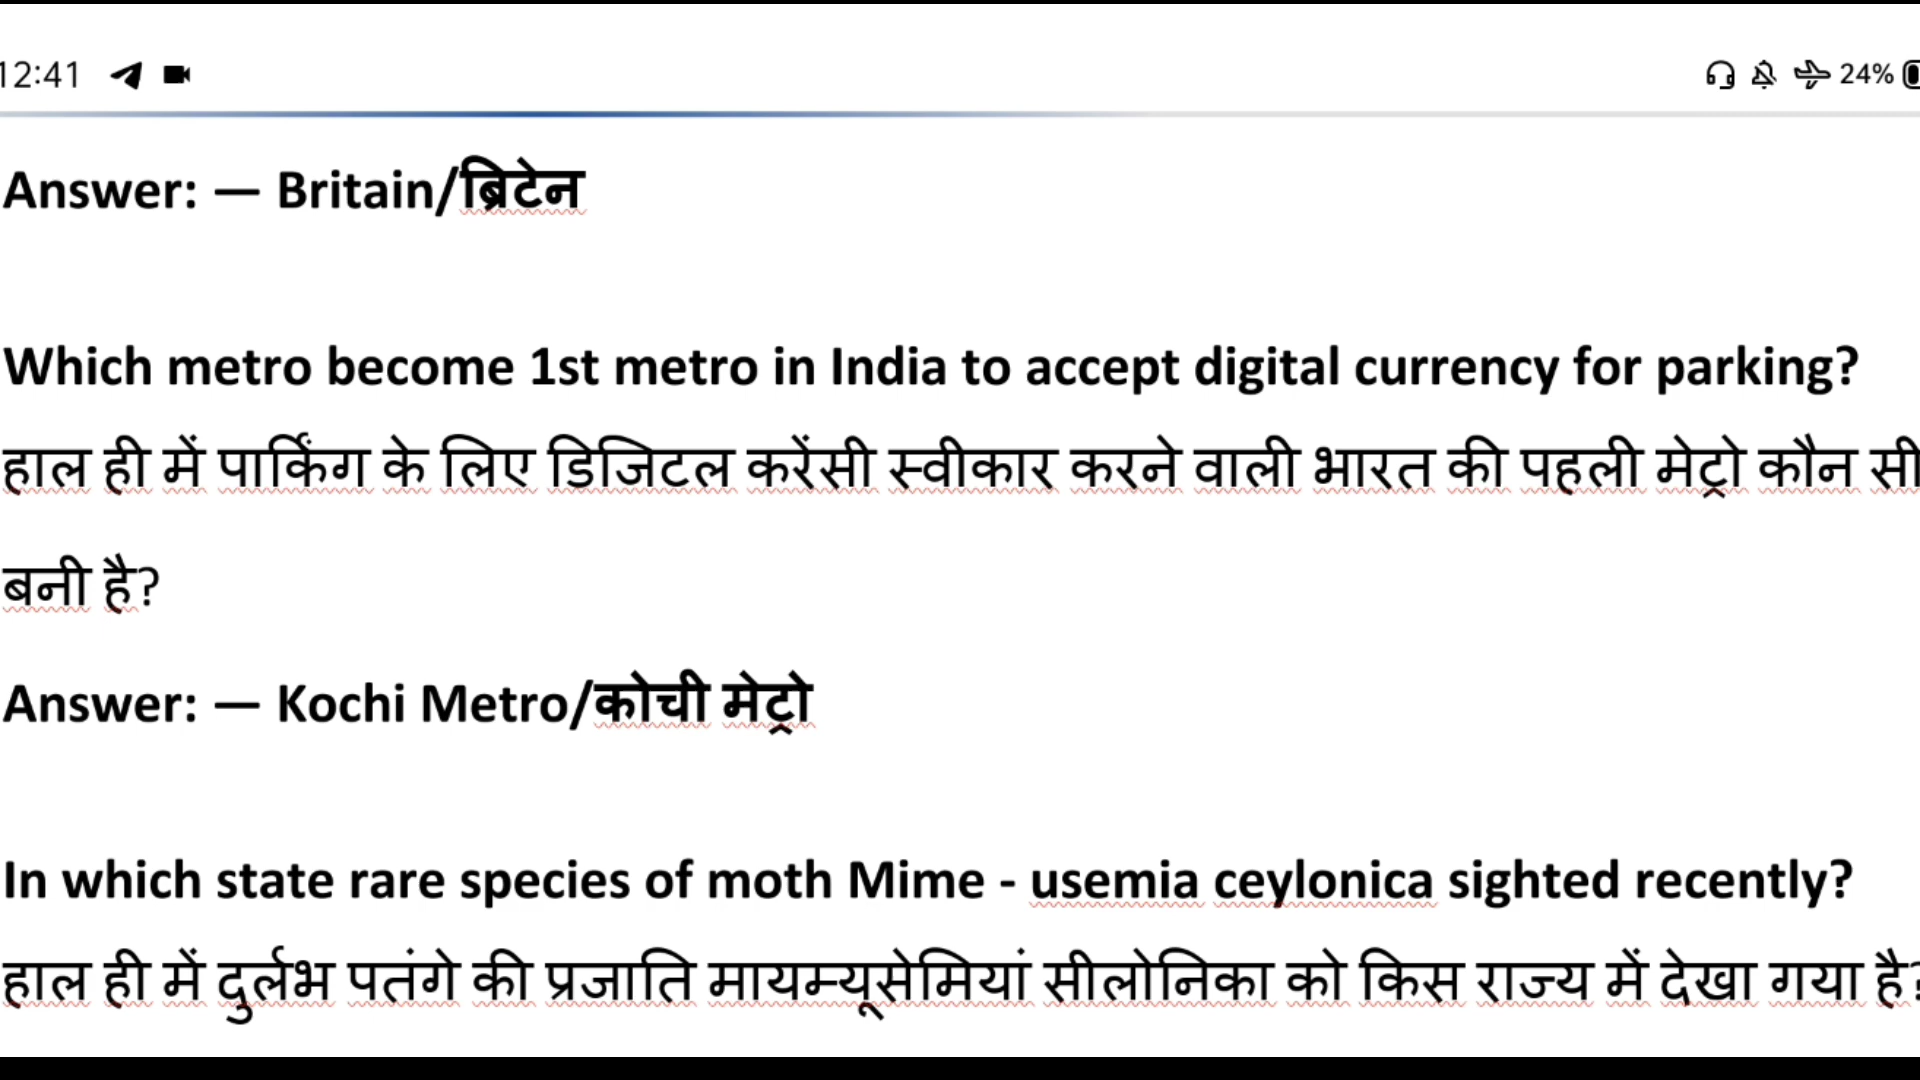 12:41 24%
Answer: — Britain/ब्रिटेन
Which metro become 1st metro in India to accept digital currency for parking?
हाल ही में पार्किंग के लिए डिजिटल करेंसी स्वीकार करने वाली भारत की पहली मेट्रो कौन सी
बनी है?
Answer: — Kochi Metro/कोची मेट्रो
In which state rare species of moth Mime - usemia ceylonica sighted recently?
हाल ही में दुर्लभ पतंगे की प्रजाति मायम्यूसेमियां सीलोनिका को किस राज्य में देखा गया है?